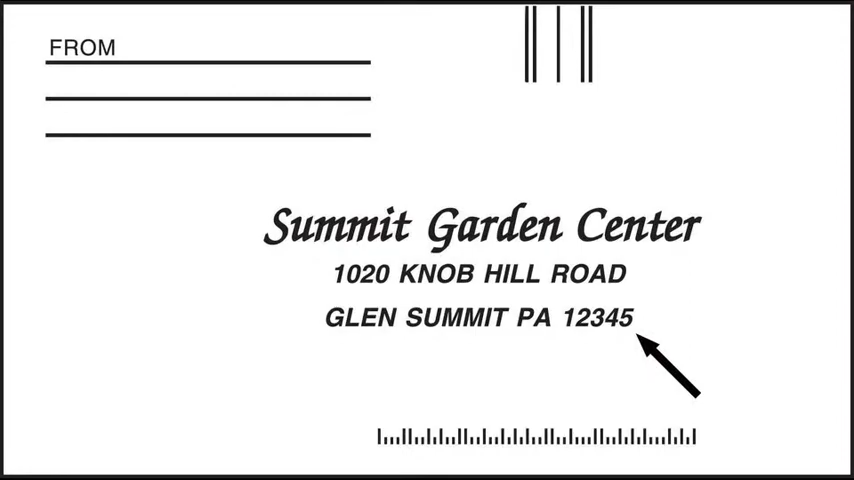 FROM
Summit Garden Center
1020 KNOB HILL ROAD
GLEN SUMMIT PA 12345